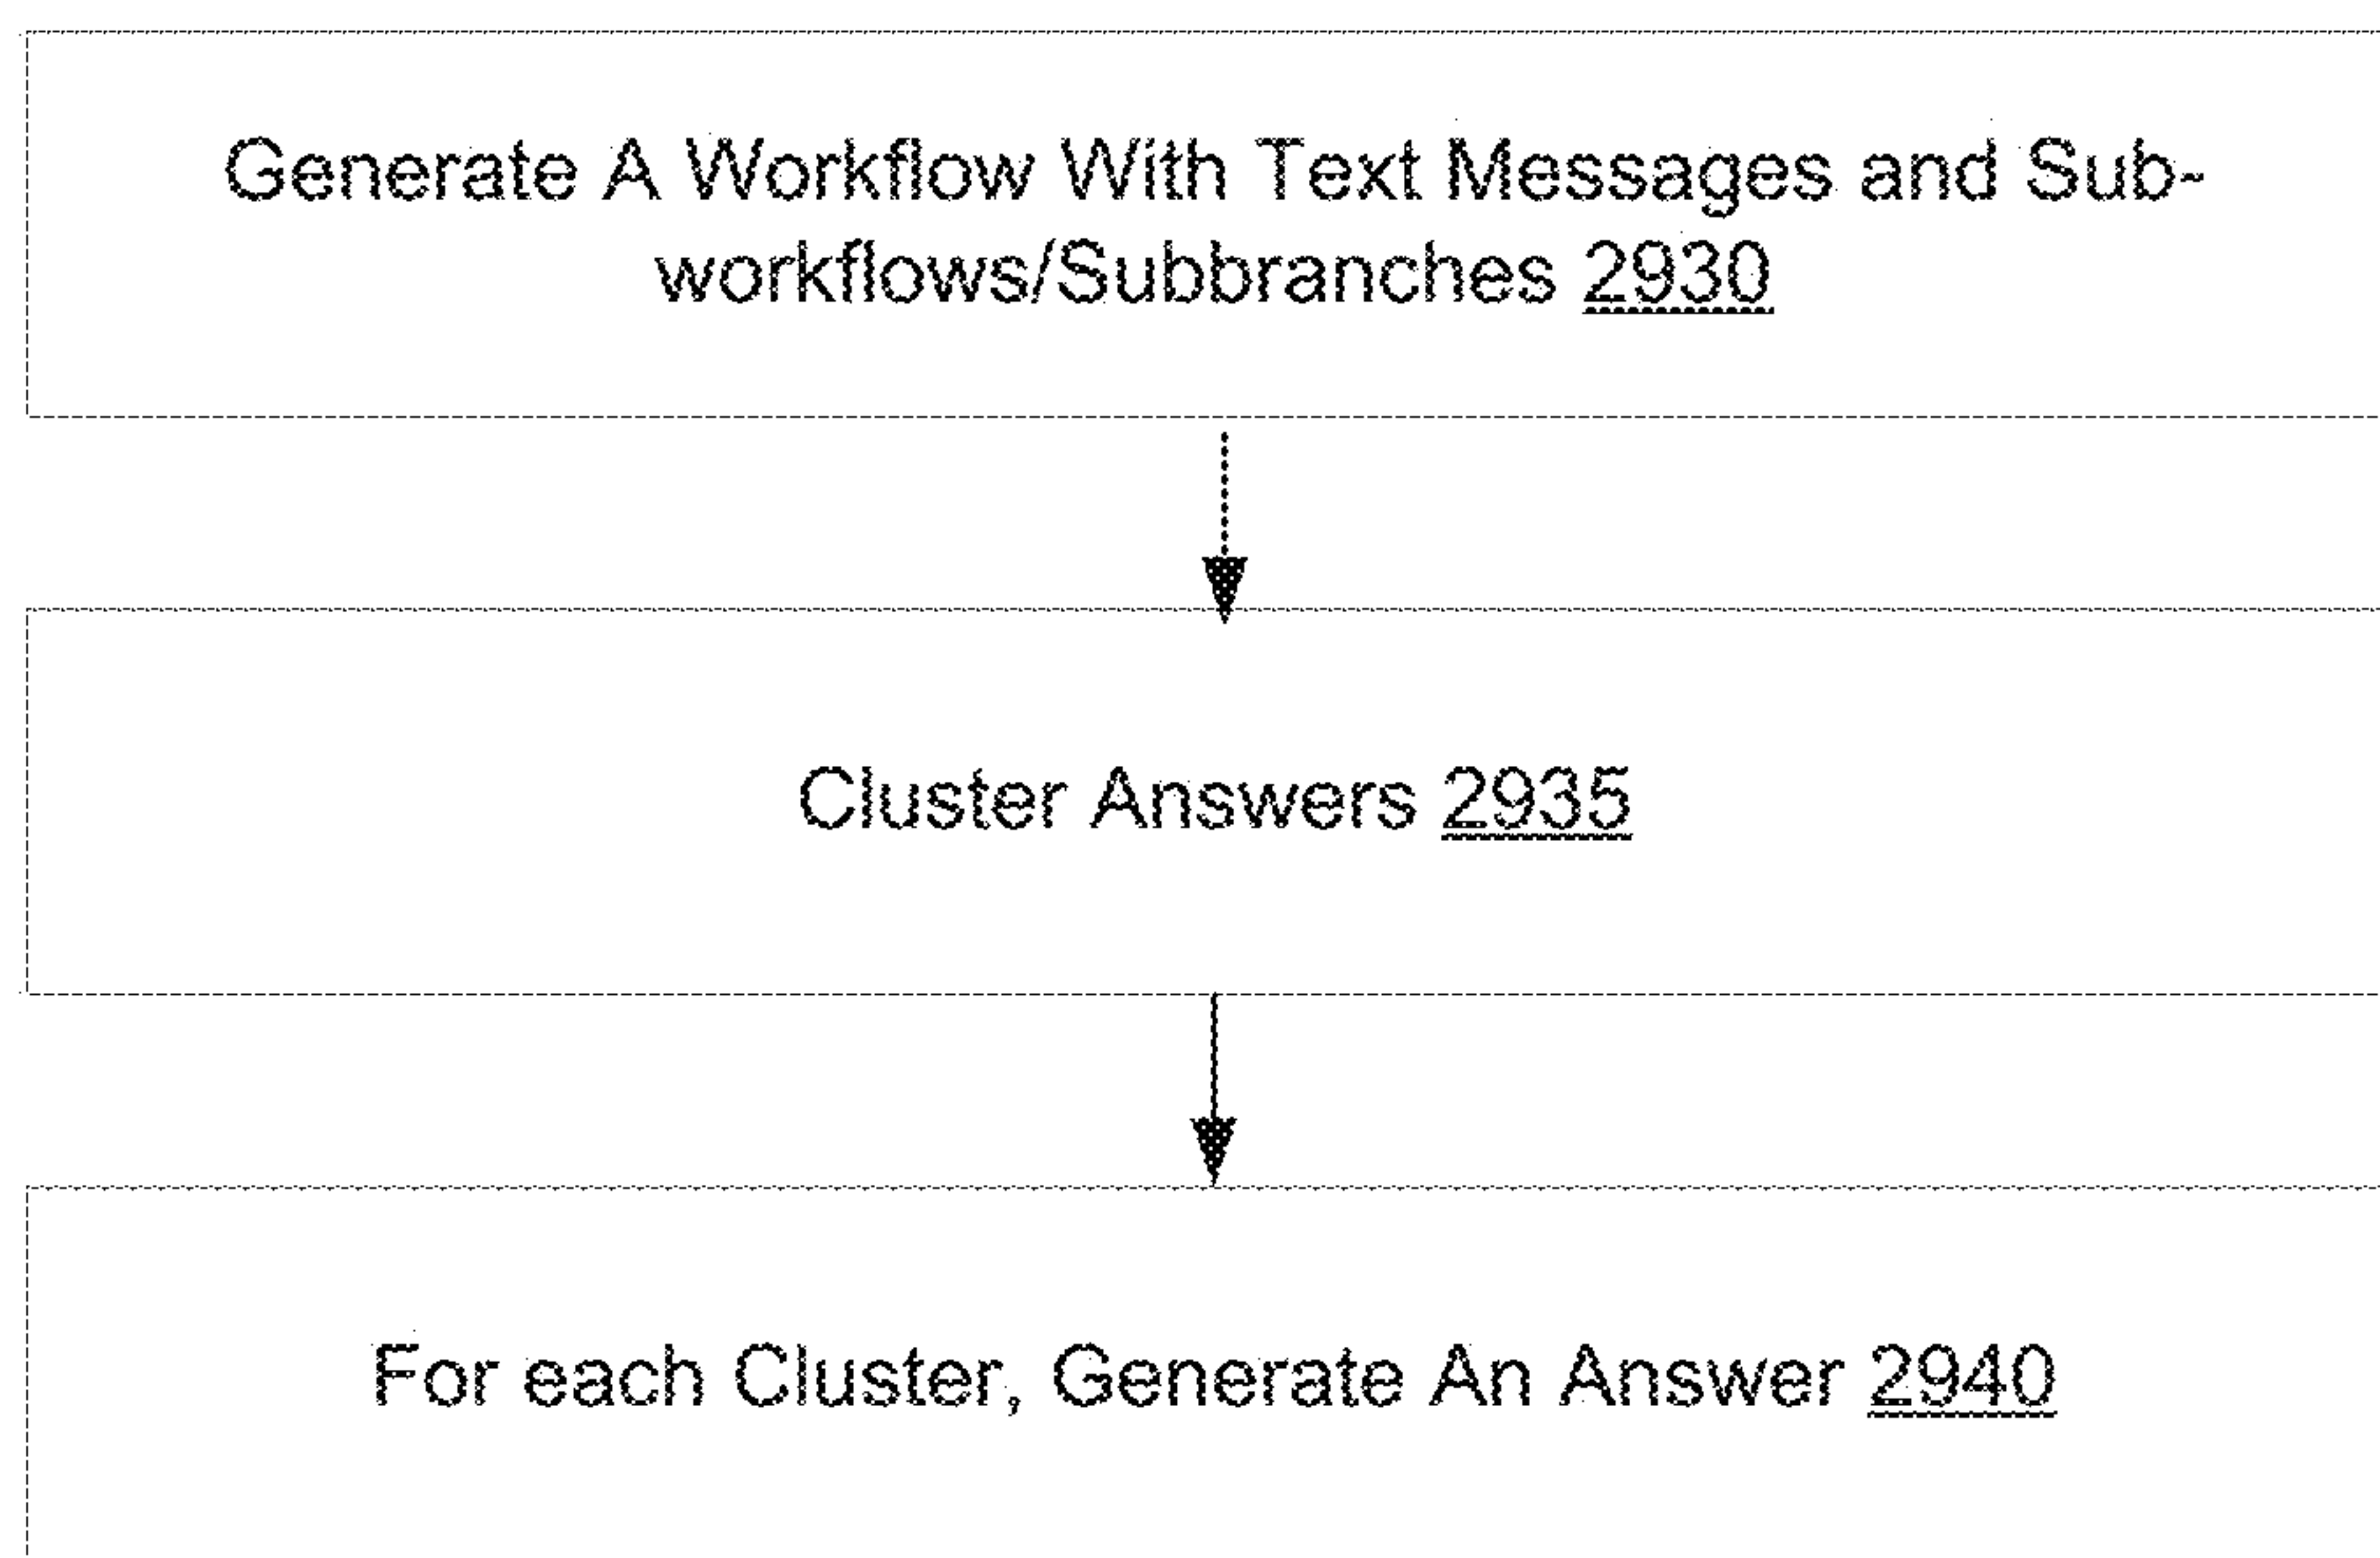 Generate A Workflow With Text Messages and Sub-
workflows/Subbranches 2930
Cluster Answers 2935
For each Cluster, Generate An Answer 2940